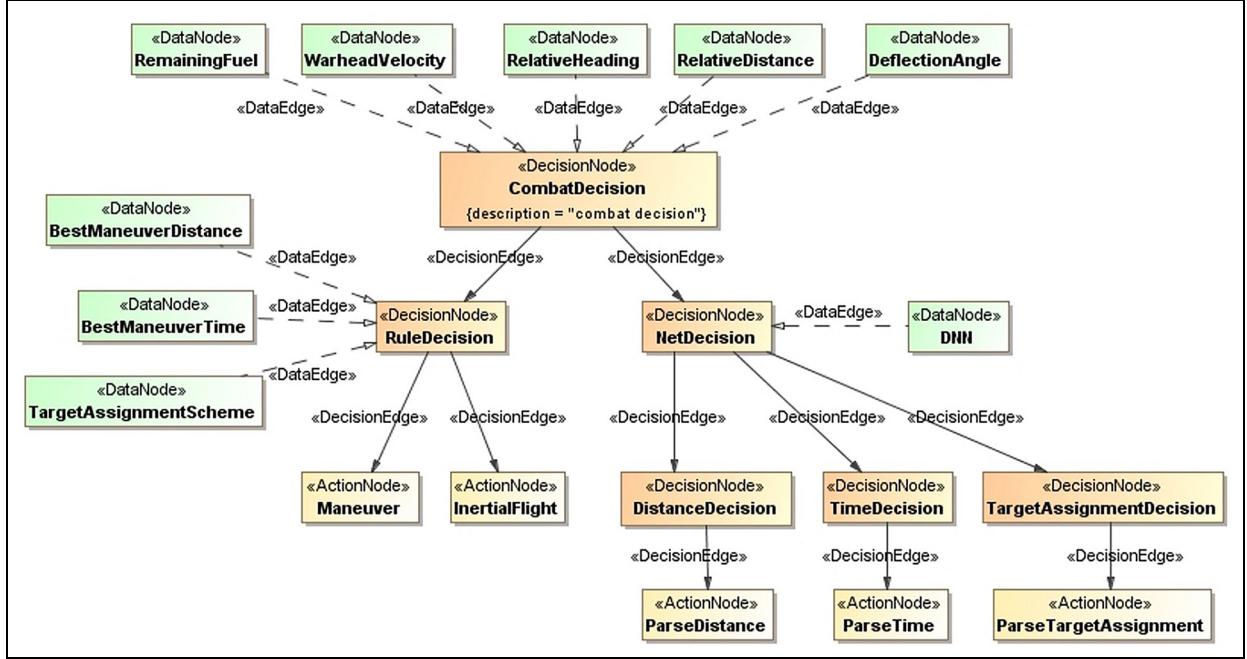 «DataNode»
RemainingFuel
«DataNode»
WarheadVelocity
«DataNode»
RelativeHeading
«DataNode»
RelativeDistance
«DataNode»
DeflectionAngle
«DataEdge»
«DataEdge»
«DataEdge»
«DataEdge»
«DataEdge»
«DecisionNode»
CombatDecision
{description = "combat decision"}
«DataNode»
BestManeuverDistance
«DataEdge»
«DecisionEdge»
«DecisionEdge»
«DataNode»
BestManeuverTime
«DataEdge»
«DecisionNode»
RuleDecision
«DecisionNode»
NetDecision
«DataEdge»
«DataNode»
DNN
«DataNode»
TargetAssignmentScheme
«DataEdge»
«DecisionEdge»
«DecisionEdge»
«DecisionEdge»
«DecisionEdge»
«DecisionEdge»
«ActionNode»
Maneuver
«ActionNode»
InertialFlight
«DecisionNode»
DistanceDecision
«DecisionNode»
TimeDecision
«DecisionNode»
TargetAssignmentDecision
«DecisionEdge»
«DecisionEdge»
«DecisionEdge»
«ActionNode»
ParseDistance
«ActionNode»
ParseTime
«ActionNode»
ParseTargetAssignment